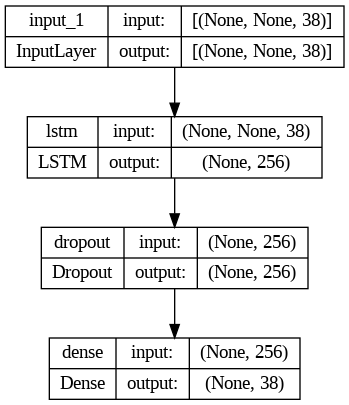 input_1 input: [(None, None, 38)]
InputLayer output: [(None, None, 38)]
lstm input: (None, None, 38)
LSTM output: (None, 256)
dropout input: (None, 256)
Dropout output: (None, 256)
dense input: (None, 256)
Dense output: (None, 38)